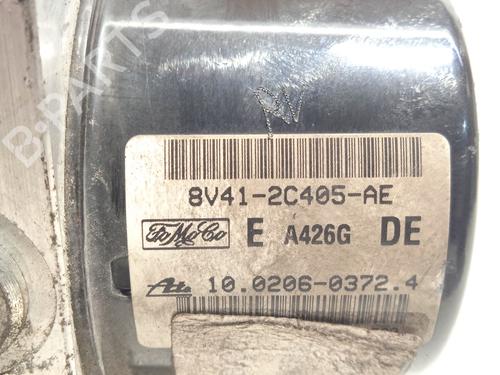 B-PARTS
8V41-2C405-AE
FoMoCo E A426G DE
Ate 10.0206-0372.4